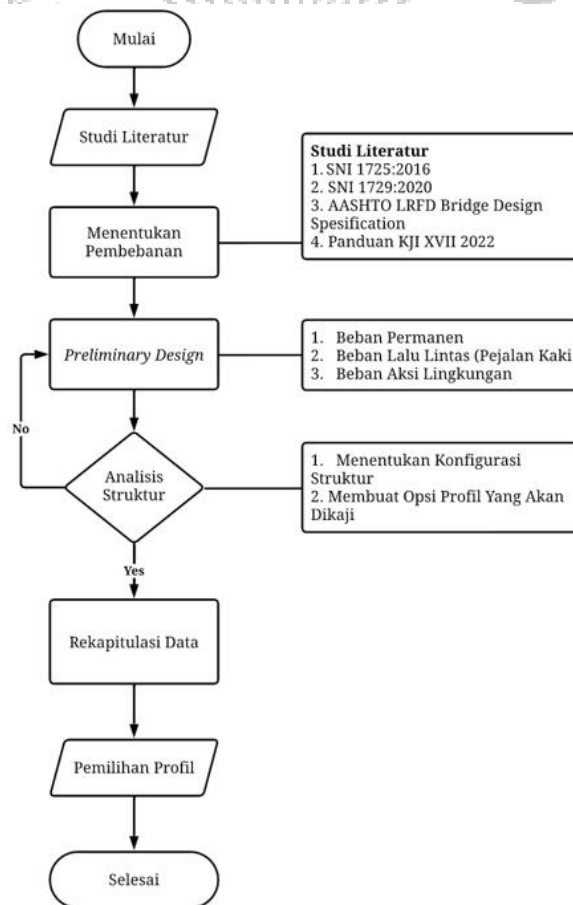 Mulai
Studi Literatur
Studi Literatur
1. SNI 1725:2016
2. SNI 1729:2020
3. AASHTO LRFD Bridge Design
Spesification
4. Panduan KJI XVII 2022
Menentukan
Pembebanan
Preliminary Design
1. Beban Permanen
2. Beban Lalu Lintas (Pejalan Kaki
3. Beban Aksi Lingkungan
No
Analisis
Struktur
1. Menentukan Konfigurasi
Struktur
2. Membuat Opsi Profil Yang Akan
Dikaji
Yes
Rekapitulasi Data
Pemilihan Profil
Selesai